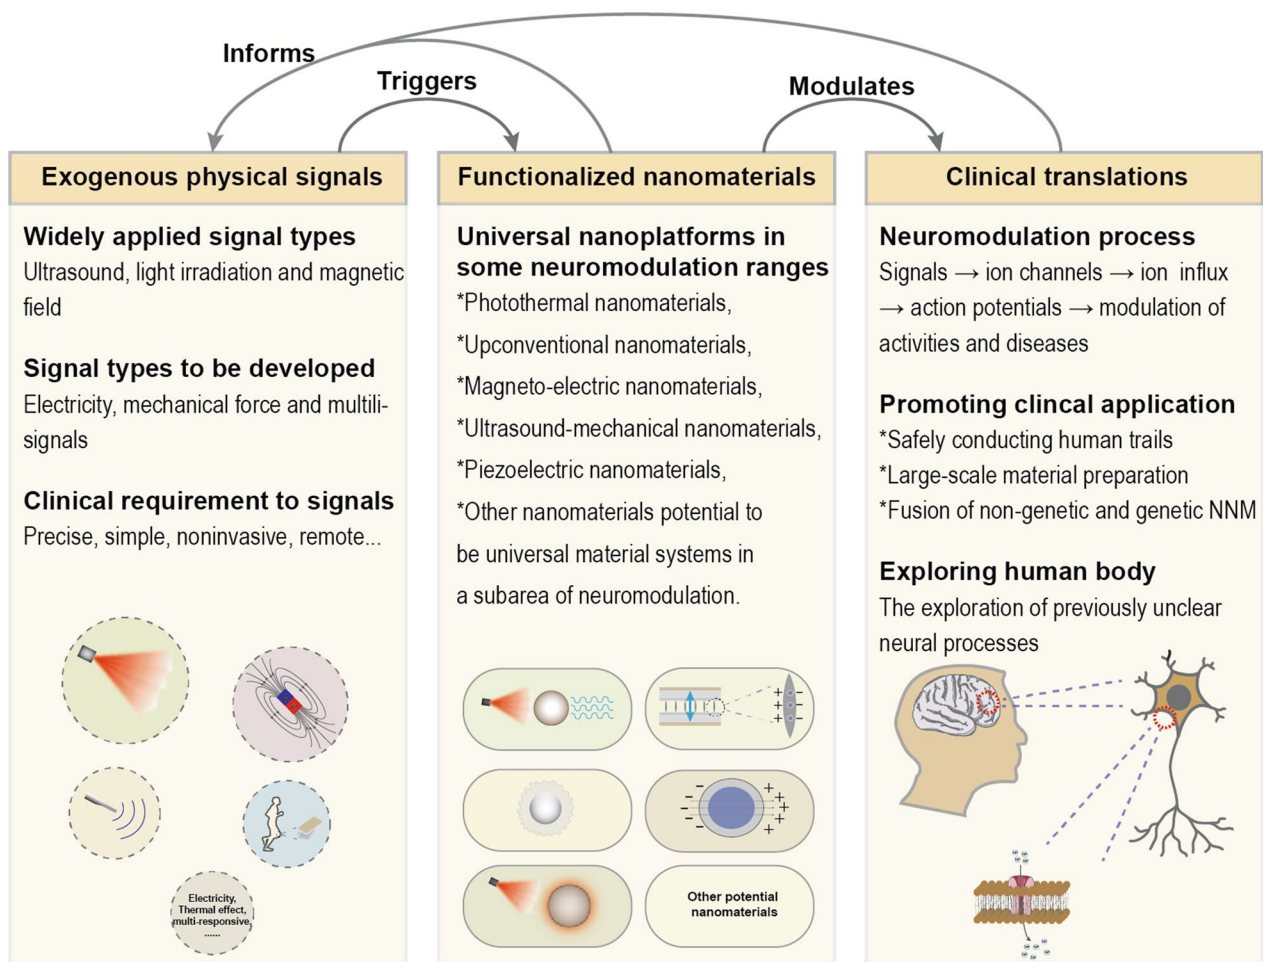 Informs
Triggers
Modulates
Exogenous physical signals
Widely applied signal types
Ultrasound, light irradiation and magnetic
field
Signal types to be developed
Electricity, mechanical force and multili-
signals
Clinical requirement to signals
Precise, simple, noninvasive, remote...
Electricity,
Thermal effect,
multi-responsive,
......
Functionalized nanomaterials
Universal nanoplatforms in
some neuromodulation ranges
*Photothermal nanomaterials,
*Upconventional nanomaterials,
*Magneto-electric nanomaterials,
*Ultrasound-mechanical nanomaterials,
*Piezoelectric nanomaterials,
*Other nanomaterials potential to
be universal material systems in
a subarea of neuromodulation.
Other potential
nanomaterials
Clinical translations
Neuromodulation process
Signals → ion channels → ion influx
→ action potentials → modulation of
activities and diseases
Promoting clincal application
*Safely conducting human trails
*Large-scale material preparation
*Fusion of non-genetic and genetic NNM
Exploring human body
The exploration of previously unclear
neural processes